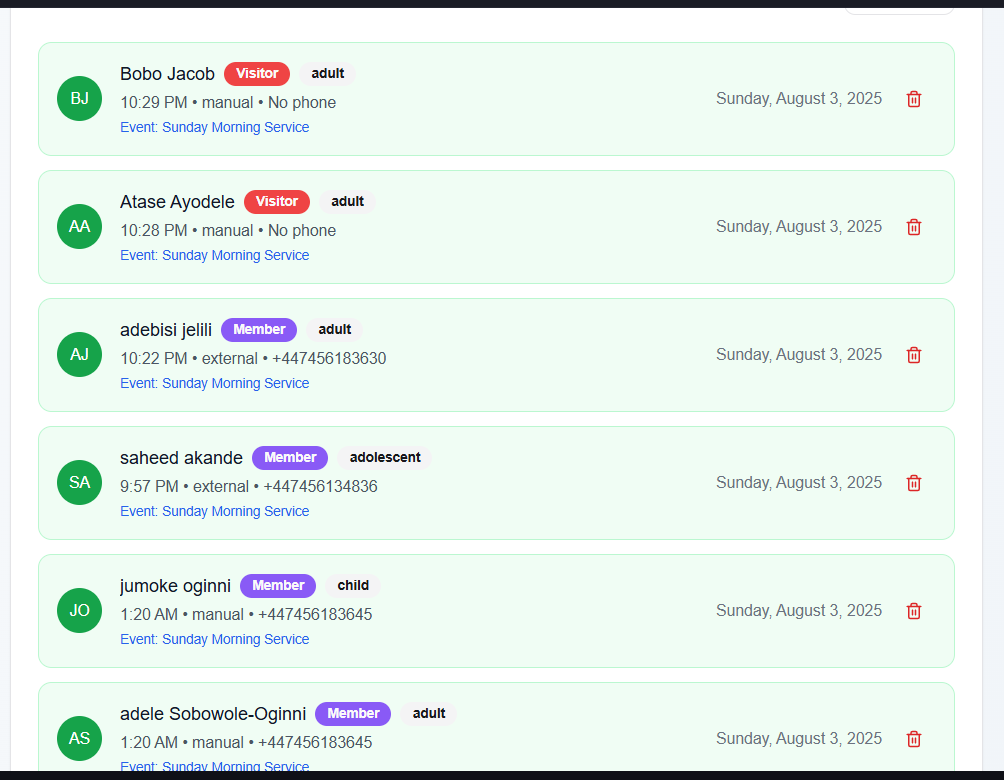 BJ
Bobo Jacob Visitor adult
10:29 PM • manual • No phone
Event: Sunday Morning Service
Sunday, August 3, 2025
AA
Atase Ayodele Visitor adult
10:28 PM • manual • No phone
Event: Sunday Morning Service
Sunday, August 3, 2025
AJ
adebisi jelili Member adult
10:22 PM • external • +447456183630
Event: Sunday Morning Service
Sunday, August 3, 2025
SA
saheed akande Member adolescent
9:57 PM • external • +447456134836
Event: Sunday Morning Service
Sunday, August 3, 2025
JO
jumoke oginni Member child
1:20 AM • manual • +447456183645
Event: Sunday Morning Service
Sunday, August 3, 2025
AS
adele Sobowole-Oginni Member adult
1:20 AM • manual • +447456183645
Event: Sunday Morning Service
Sunday, August 3, 2025